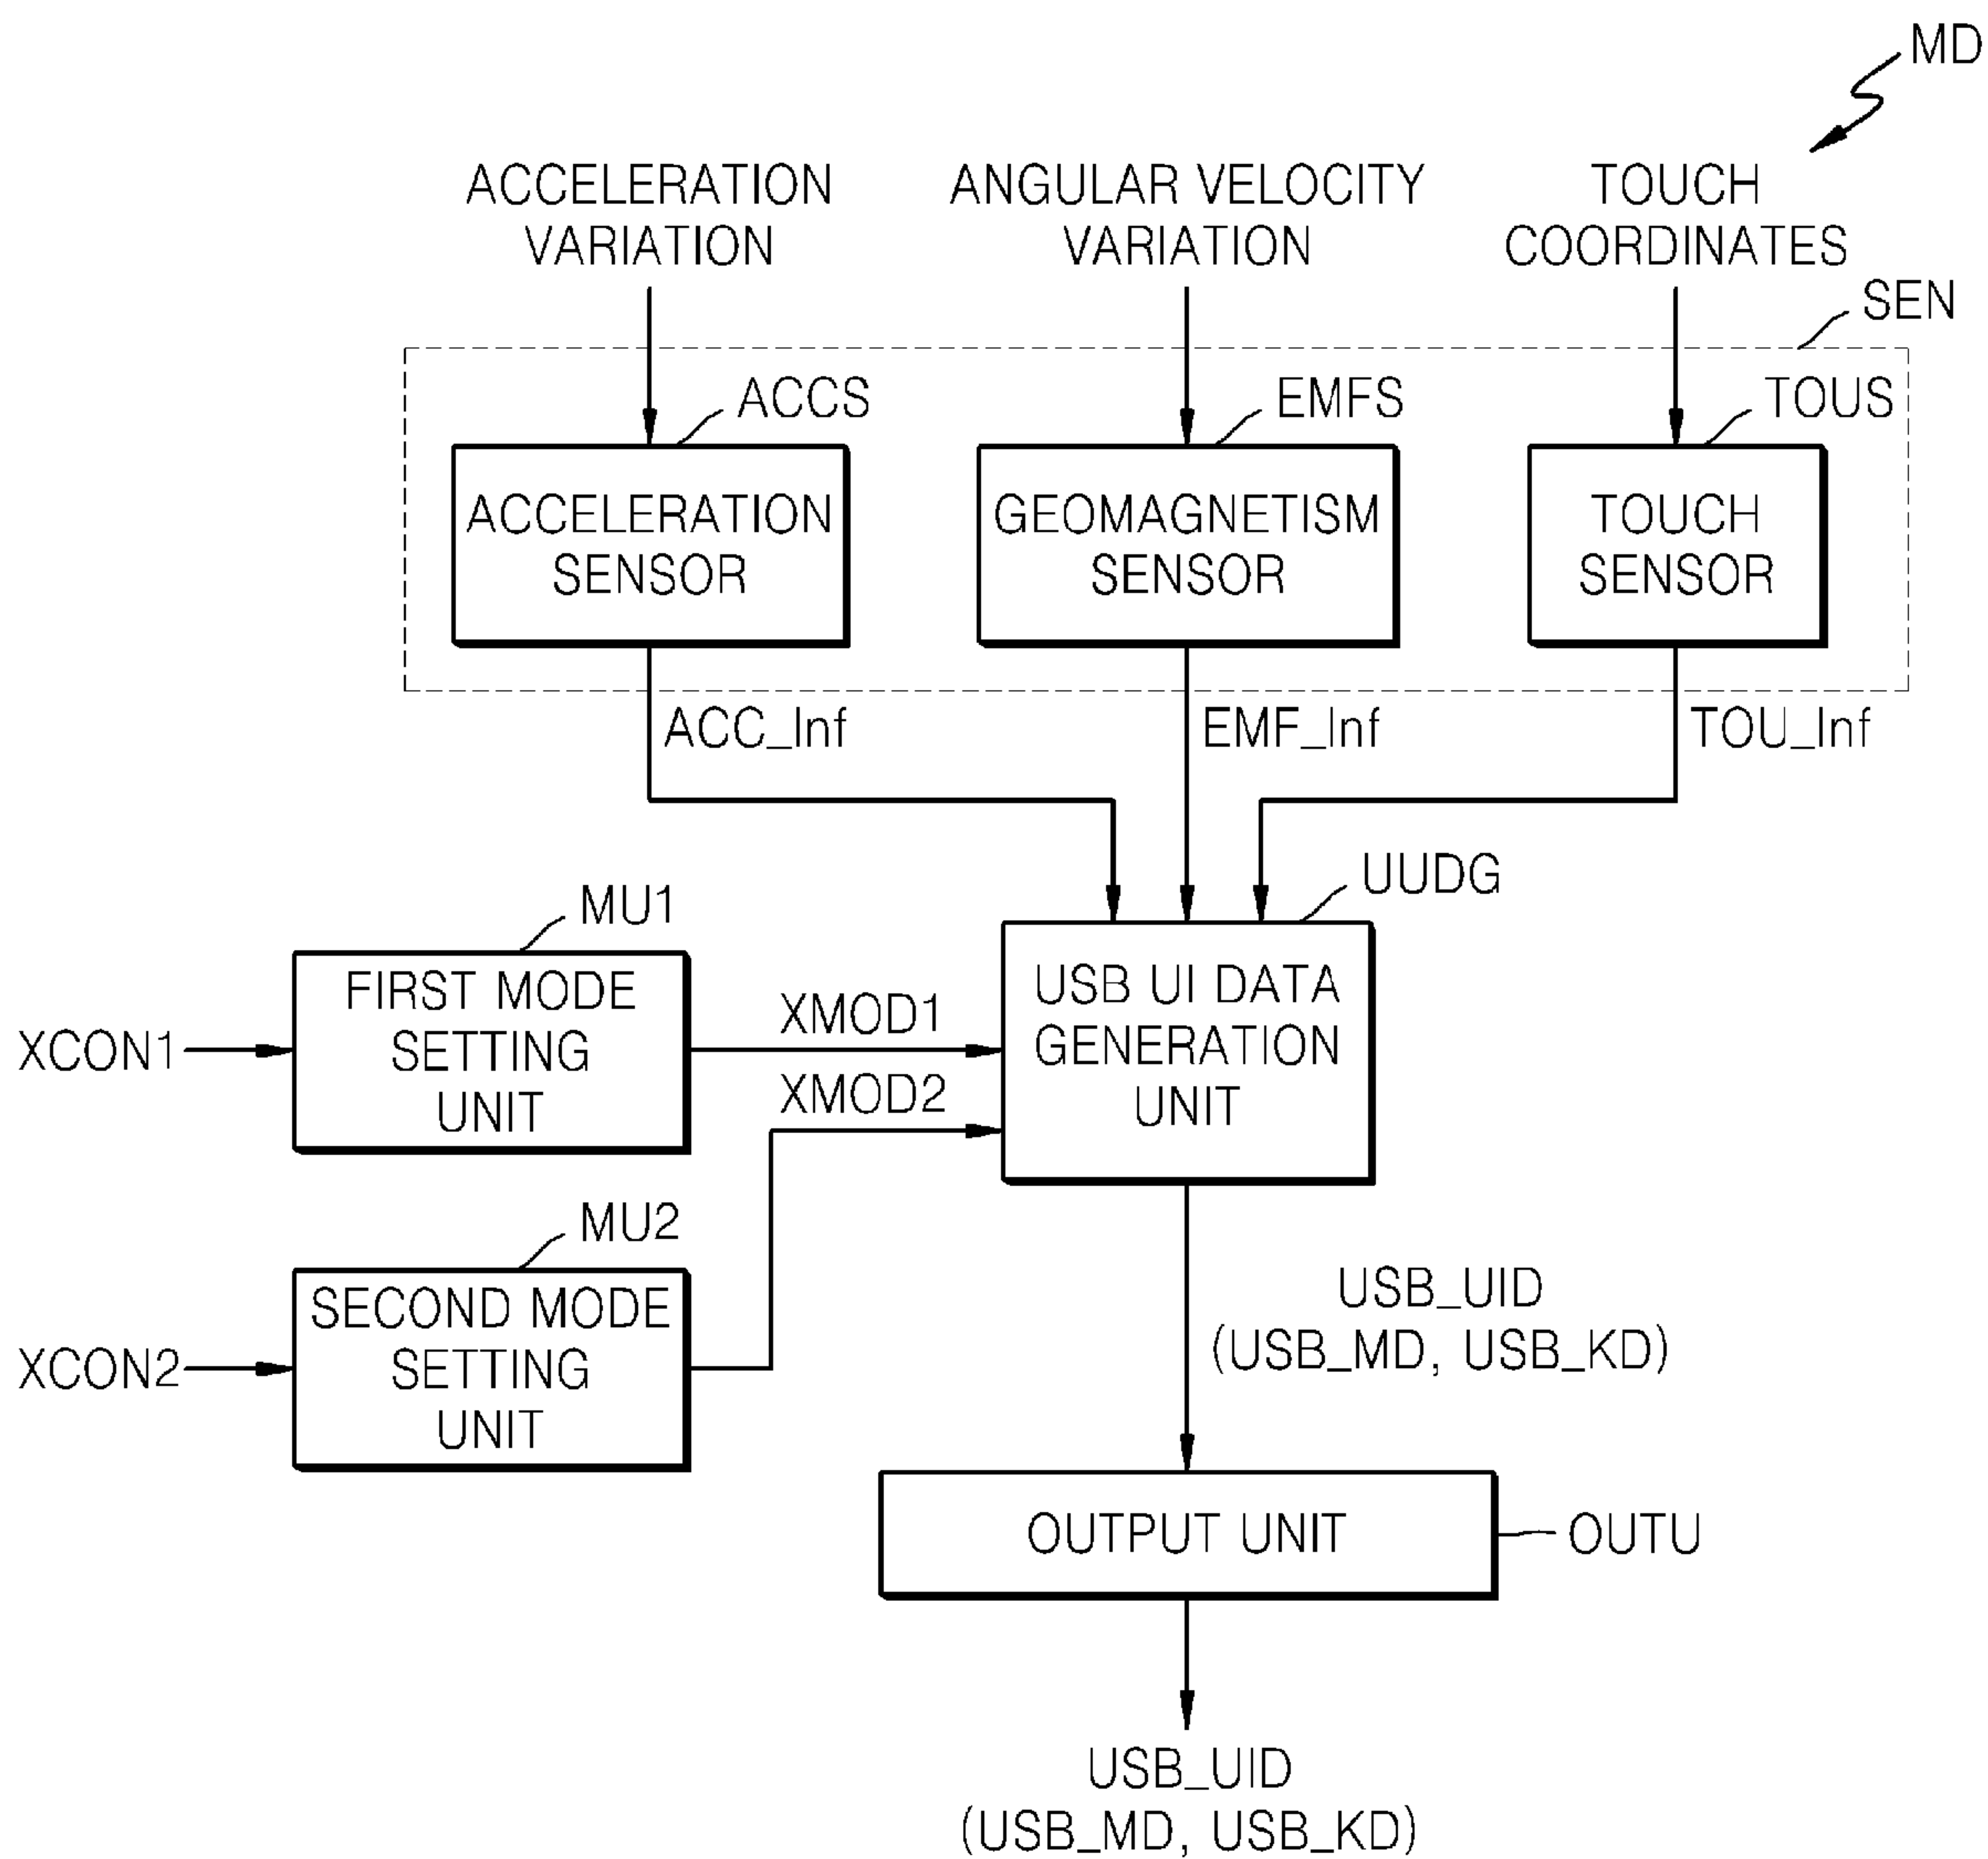 MD
ACCELERATION
VARIATION
ANGULAR VELOCITY
VARIATION
TOUCH
COORDINATES
SEN
ACCS
EMFS
TOUS
ACCELERATION
SENSOR
GEOMAGNETISM
SENSOR
TOUCH
SENSOR
ACC_Inf
EMF_Inf
TOU_Inf
UUDG
MU1
FIRST MODE
SETTING
UNIT
XCON1
XMOD1
XMOD2
USB UI DATA
GENERATION
UNIT
MU2
SECOND MODE
SETTING
UNIT
XCON2
USB_UID
(USB_MD, USB_KD)
OUTPUT UNIT
OUTU
USB_UID
(USB_MD, USB_KD)